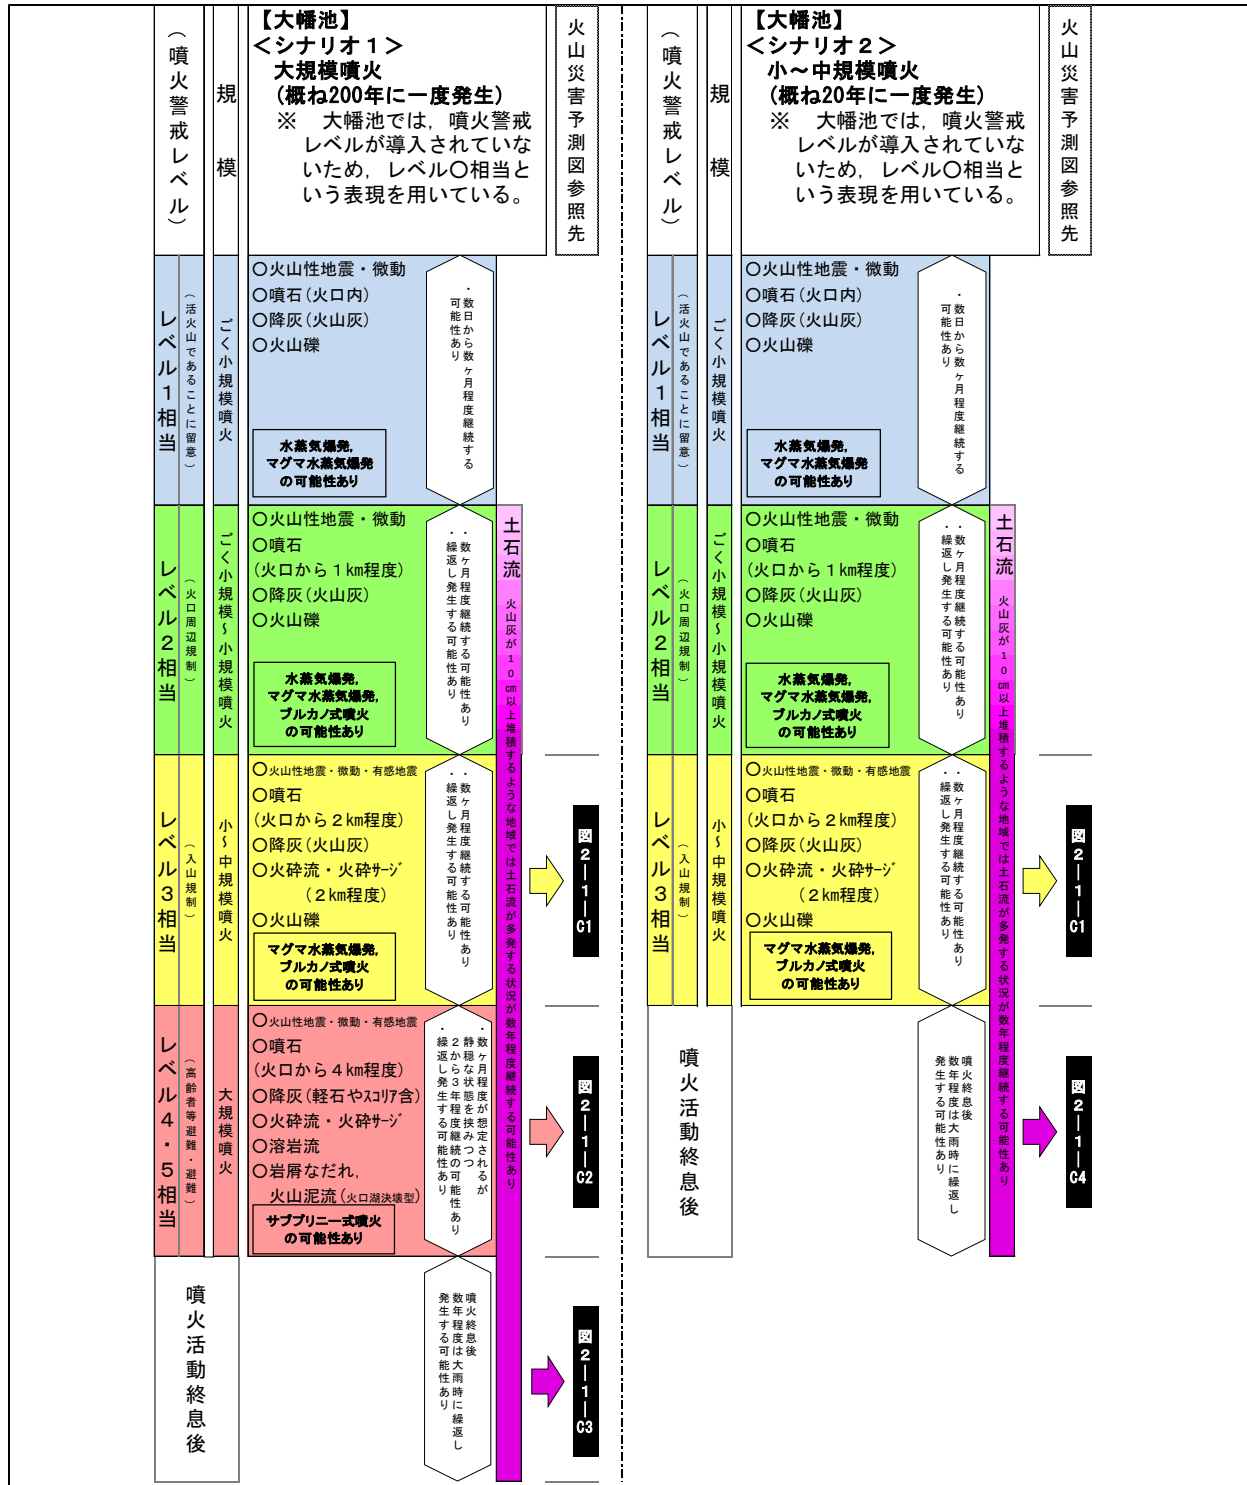 (噴火警戒レベル)
規模
【大幡池】
＜シナリオ１＞
大規模噴火
(概ね200年に一度発生)
※　大幡池では，噴火警戒
レベルが導入されていな
いため，レベル〇相当と
いう表現を用いている。
火山災害予測図参照先
レベル１相当
(活火山であることに留意)
ごく小規模噴火
〇火山性地震・微動
〇噴石(火口内)
〇降灰(火山灰)
〇火山礫
水蒸気爆発，
マグマ水蒸気爆発
の可能性あり
・数日から数ヶ月程度継続する
可能性あり
レベル２相当
(火口周辺規制)
ごく小規模～小規模噴火
〇火山性地震・微動
〇噴石
(火口から１km程度)
〇降灰(火山灰)
〇火山礫
水蒸気爆発，
マグマ水蒸気爆発，
ブルカノ式噴火
の可能性あり
・数ヶ月程度継続する可能性あり
・繰返し発生する可能性あり
土石流
火山灰が１０cm以上堆積するような地域では土石流が多発する状況が数年程度継続する可能性あり
レベル３相当
(入山規制)
小～中規模噴火
〇火山性地震・微動・有感地震
〇噴石
(火口から２km程度)
〇降灰(火山灰)
〇火砕流・火砕ｻｰｼﾞ
(２km程度)
〇火山礫
マグマ水蒸気爆発，
ブルカノ式噴火
の可能性あり
・数ヶ月程度継続する可能性あり
・繰返し発生する可能性あり
図２―１―C1
レベル４・５相当
(高齢者等避難・避難)
大規模噴火
〇火山性地震・微動・有感地震
〇噴石
(火口から４km程度)
〇降灰(軽石やｽｺﾘｱ含)
〇火砕流・火砕ｻｰｼﾞ
〇溶岩流
〇岩屑なだれ，
火山泥流(火口湖決壊型)
サブプリニー式噴火
の可能性あり
・数ヶ月程度が想定されるが
静穏な状態を挟みつつ
２から３年程度継続の可能性あり
・繰返し発生する可能性あり
図２―１―C2
噴火活動終息後
噴火終息後
数年程度は大雨時に繰返し
発生する可能性あり
図２―１―C3
(噴火警戒レベル)
規模
【大幡池】
＜シナリオ２＞
小～中規模噴火
(概ね20年に一度発生)
※　大幡池では，噴火警戒
レベルが導入されていな
いため，レベル〇相当と
いう表現を用いている。
火山災害予測図参照先
レベル１相当
(活火山であることに留意)
ごく小規模噴火
〇火山性地震・微動
〇噴石(火口内)
〇降灰(火山灰)
〇火山礫
水蒸気爆発，
マグマ水蒸気爆発
の可能性あり
・数日から数ヶ月程度継続する
可能性あり
レベル２相当
(火口周辺規制)
ごく小規模～小規模噴火
〇火山性地震・微動
〇噴石
(火口から１km程度)
〇降灰(火山灰)
〇火山礫
水蒸気爆発，
マグマ水蒸気爆発，
ブルカノ式噴火
の可能性あり
・数ヶ月程度継続する可能性あり
・繰返し発生する可能性あり
土石流
火山灰が１０cm以上堆積するような地域では土石流が多発する状況が数年程度継続する可能性あり
レベル３相当
(入山規制)
小～中規模噴火
〇火山性地震・微動・有感地震
〇噴石
(火口から２km程度)
〇降灰(火山灰)
〇火砕流・火砕ｻｰｼﾞ
(２km程度)
〇火山礫
マグマ水蒸気爆発，
ブルカノ式噴火
の可能性あり
・数ヶ月程度継続する可能性あり
・繰返し発生する可能性あり
図２―１―C1
噴火活動終息後
噴火終息後
数年程度は大雨時に繰返し
発生する可能性あり
図２―１―C4